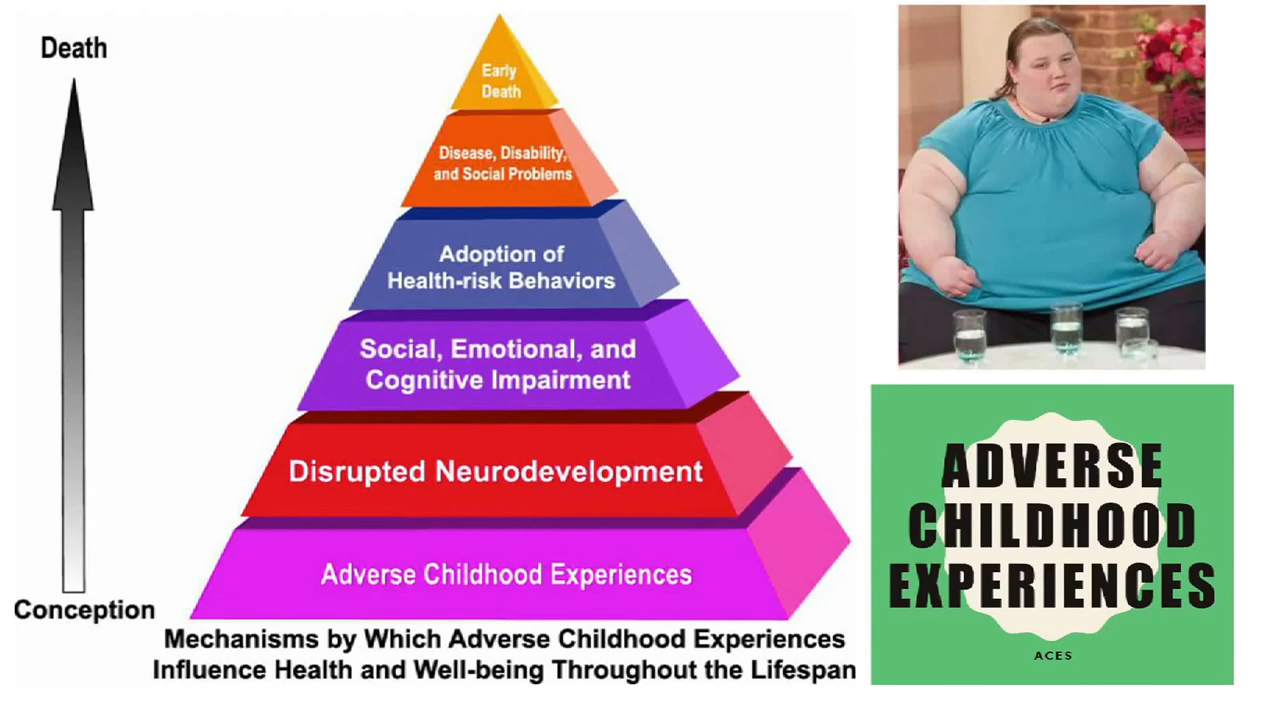 Death
Early
Death
Disease, Disability,
and Social Problems
Adoption of
Health-risk Behaviors
Social, Emotional, and
Cognitive Impairment
Disrupted Neurodevelopment
Adverse Childhood Experiences
Conception
Mechanisms by Which Adverse Childhood Experiences
Influence Health and Well-being Throughout the Lifespan
ADVERSE
CHILDHOOD
EXPERIENCES
ACES